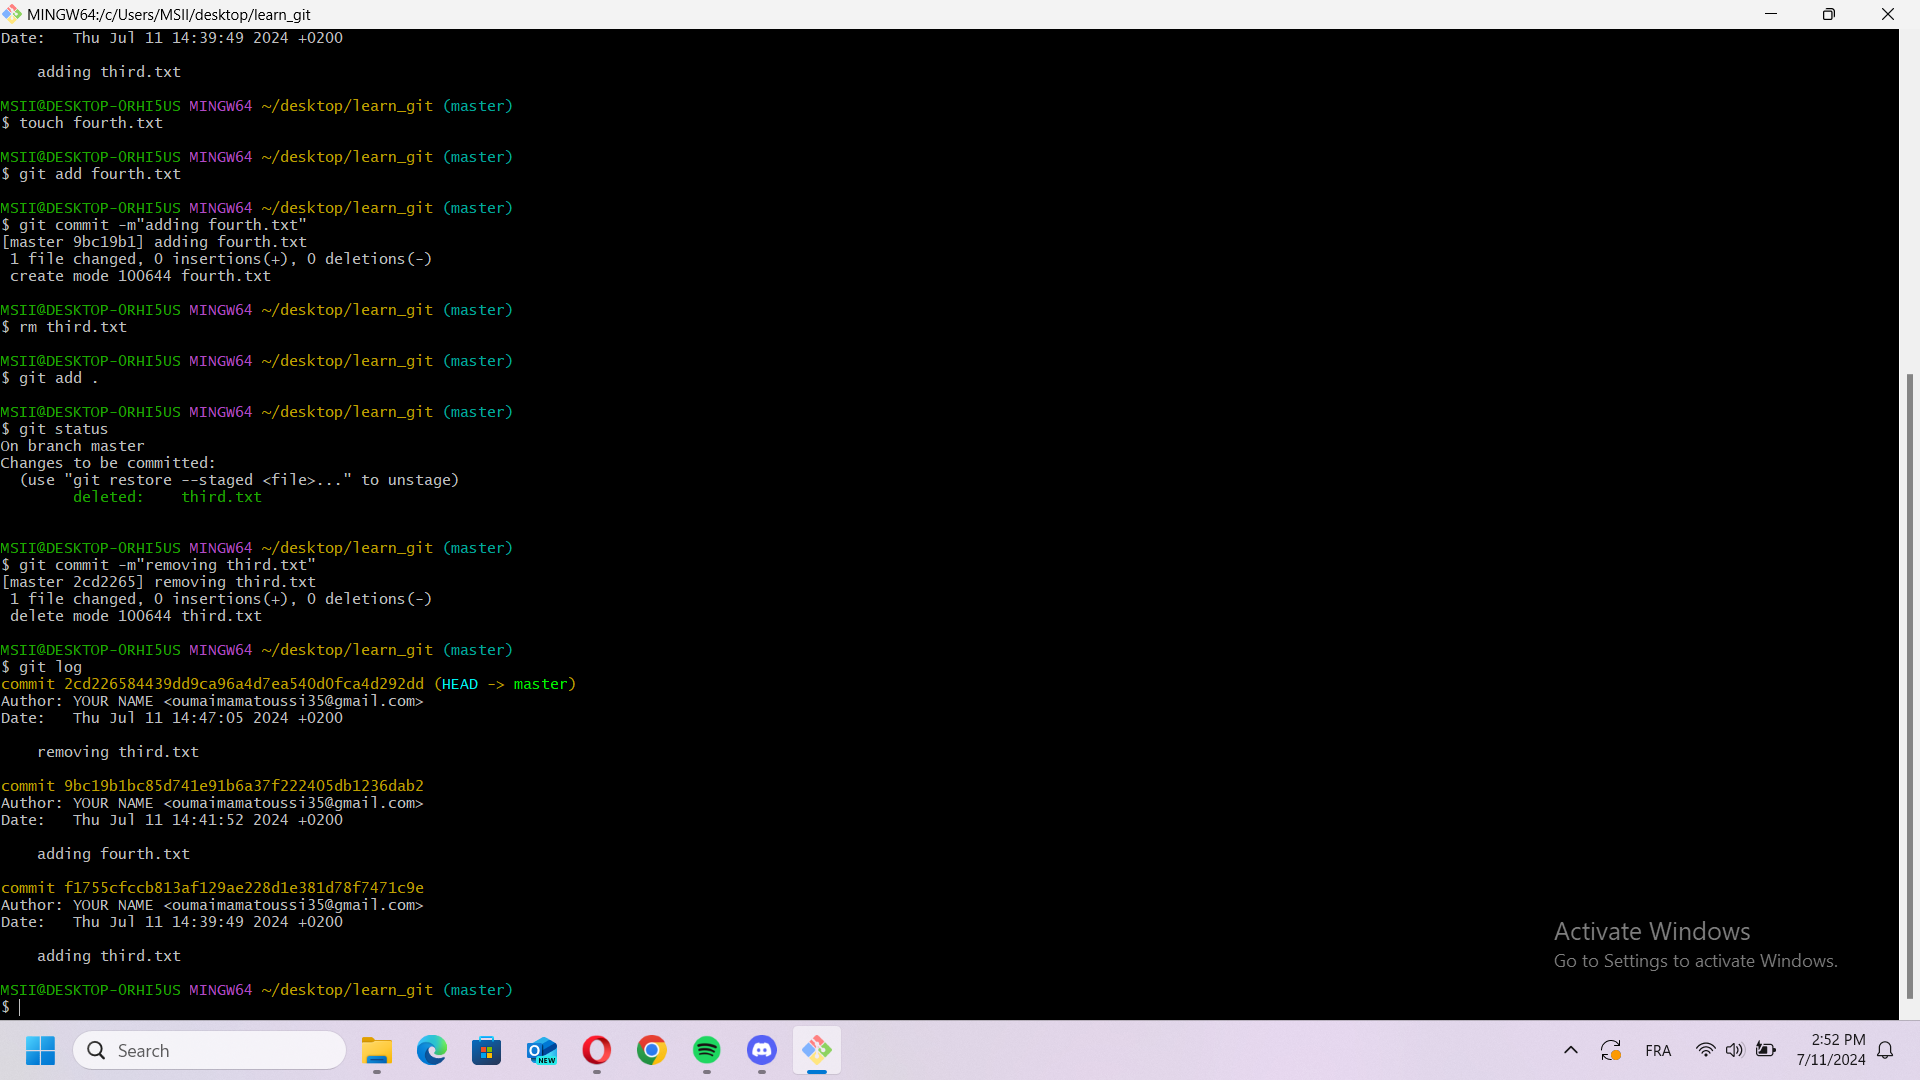 MINGW64:/c/Users/MSII/desktop/learn_git
Date:   Thu Jul 11 14:39:49 2024 +0200
    adding third.txt
MSII@DESKTOP-0RHI5US MINGW64 ~/desktop/learn_git (master)
$ touch fourth.txt
MSII@DESKTOP-0RHI5US MINGW64 ~/desktop/learn_git (master)
$ git add fourth.txt
MSII@DESKTOP-0RHI5US MINGW64 ~/desktop/learn_git (master)
$ git commit -m"adding fourth.txt"
[master 9bc19b1] adding fourth.txt
 1 file changed, 0 insertions(+), 0 deletions(-)
 create mode 100644 fourth.txt
MSII@DESKTOP-0RHI5US MINGW64 ~/desktop/learn_git (master)
$ rm third.txt
MSII@DESKTOP-0RHI5US MINGW64 ~/desktop/learn_git (master)
$ git add .
MSII@DESKTOP-0RHI5US MINGW64 ~/desktop/learn_git (master)
$ git status
On branch master
Changes to be committed:
  (use "git restore --staged <file>..." to unstage)
        deleted:    third.txt
MSII@DESKTOP-0RHI5US MINGW64 ~/desktop/learn_git (master)
$ git commit -m"removing third.txt"
[master 2cd2265] removing third.txt
 1 file changed, 0 insertions(+), 0 deletions(-)
 delete mode 100644 third.txt
MSII@DESKTOP-0RHI5US MINGW64 ~/desktop/learn_git (master)
$ git log
commit 2cd226584439dd9ca96a4d7ea540d0fca4d292dd (HEAD -> master)
Author: YOUR NAME <oumaimamatoussi35@gmail.com>
Date:   Thu Jul 11 14:47:05 2024 +0200
    removing third.txt
commit 9bc19b1bc85d741e91b6a37f222405db1236dab2
Author: YOUR NAME <oumaimamatoussi35@gmail.com>
Date:   Thu Jul 11 14:41:52 2024 +0200
    adding fourth.txt
commit f1755cfccb813af129ae228d1e381d78f7471c9e
Author: YOUR NAME <oumaimamatoussi35@gmail.com>
Date:   Thu Jul 11 14:39:49 2024 +0200
    adding third.txt
MSII@DESKTOP-0RHI5US MINGW64 ~/desktop/learn_git (master)
$
Activate Windows
Go to Settings to activate Windows.
Search
NEW
FRA
2:52 PM
7/11/2024